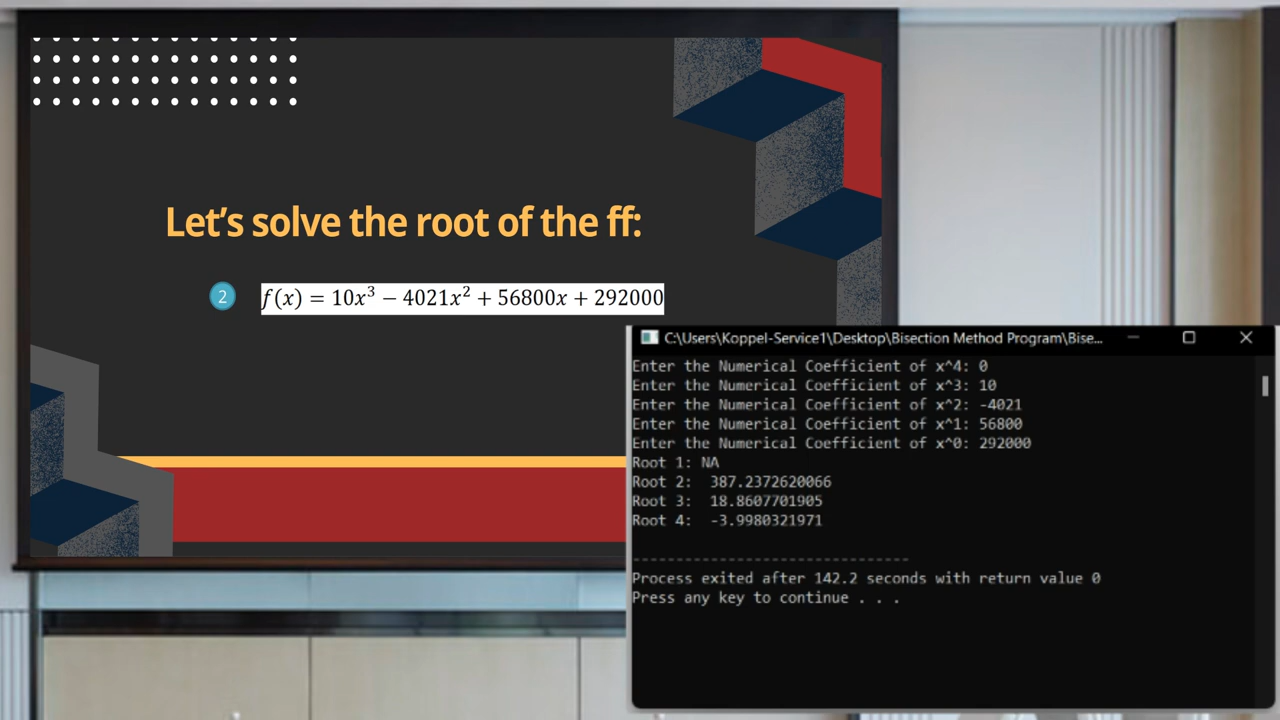 Let's solve the root of the ff:
2 f(x) = 10x³ − 4021x² + 56800x + 292000
C:\Users\Koppel-Service1\Desktop\Bisection Method Program\Bise...
Enter the Numerical Coefficient of x^4: 0
Enter the Numerical Coefficient of x^3: 10
Enter the Numerical Coefficient of x^2: -4021
Enter the Numerical Coefficient of x^1: 56800
Enter the Numerical Coefficient of x^0: 292000
Root 1: NA
Root 2:  387.2372620066
Root 3:  18.8607701905
Root 4:  -3.9980321971
--------------------------------
Process exited after 142.2 seconds with return value 0
Press any key to continue . . .